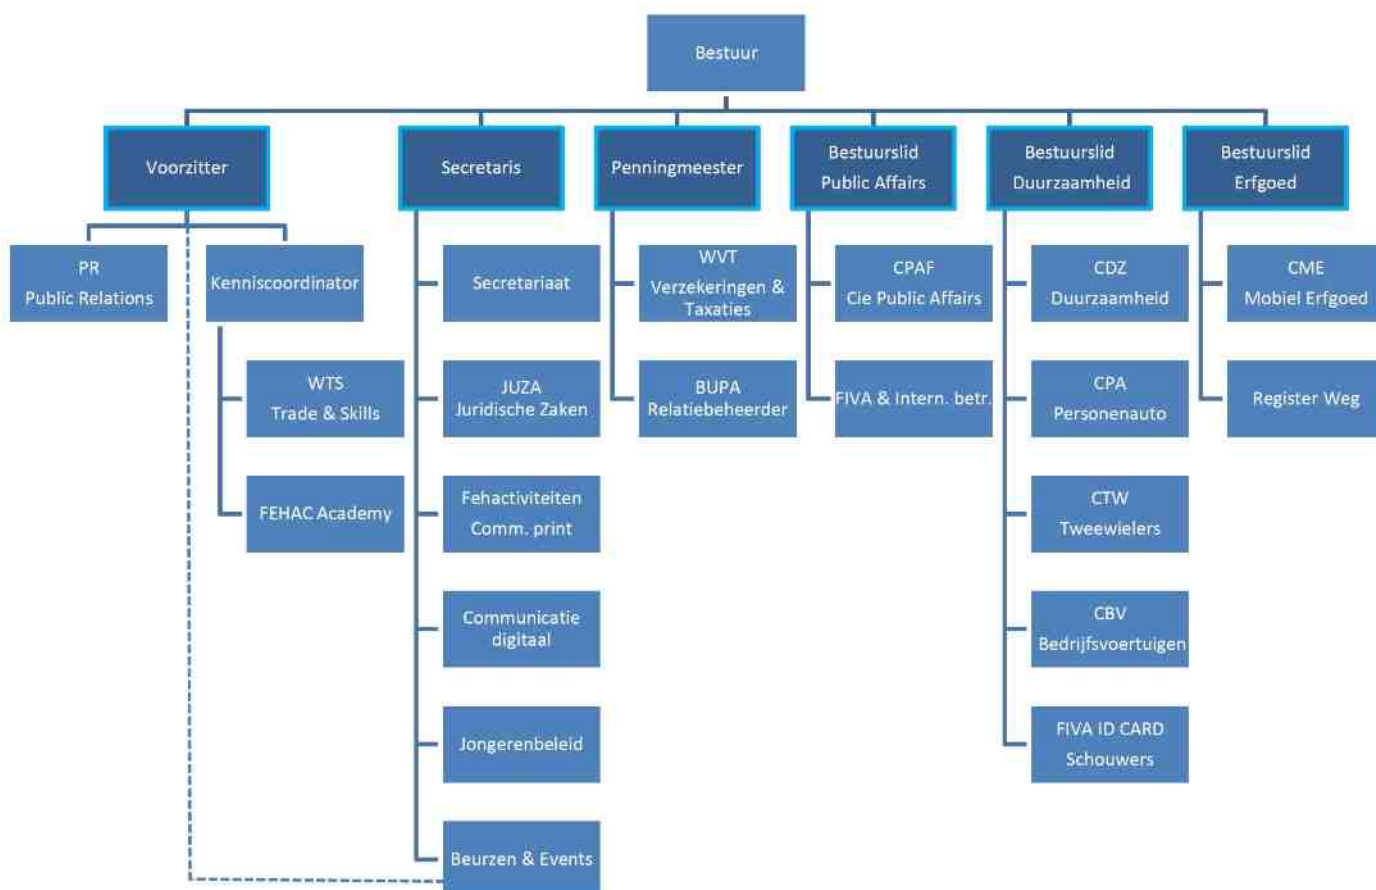 Bestuur
Voorzitter
Secretaris
Penningmeester
Bestuurslid
Public Affairs
Bestuurslid
Duurzaamheid
Bestuurslid
Erfgoed
PR
Public Relations
Kenniscoordinator
WTS
Trade & Skills
FEHAC Academy
Secretariaat
JUZA
Juridische Zaken
Fehactiviteiten
Comm. print
Communicatie
digitaal
Jongerenbeleid
Beurzen & Events
WVT
Verzekeringen &
Taxaties
BUPA
Relatiebeheerder
CPAF
Cie Public Affairs
FIVA & Intern. betr.
CDZ
Duurzaamheid
CPA
Personenauto
CTW
Tweewielers
CBV
Bedrijfsvoertuigen
FIVA ID CARD
Schouwers
CME
Mobiel Erfgoed
Register Weg